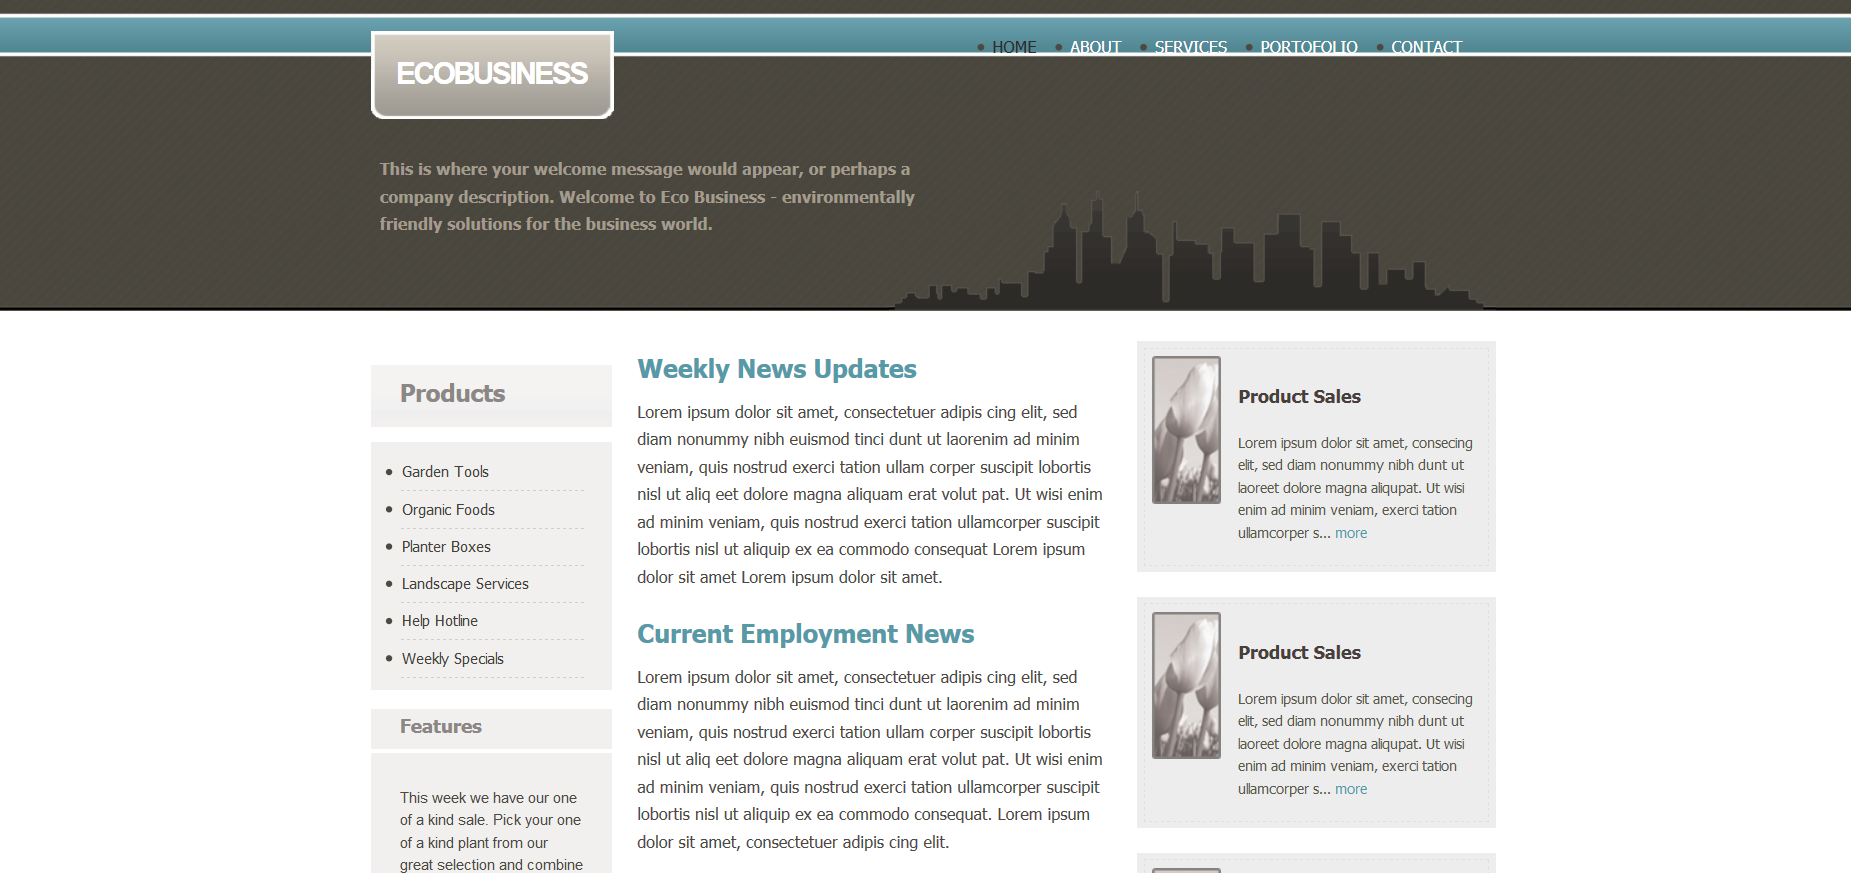 ECOBUSINESS
HOME
ABOUT
SERVICES
PORTOFOLIO
CONTACT
This is where your welcome message would appear, or perhaps a
company description. Welcome to Eco Business - environmentally
friendly solutions for the business world.
Products
Garden Tools
Organic Foods
Planter Boxes
Landscape Services
Help Hotline
Weekly Specials
Features
This week we have our one
of a kind sale. Pick your one
of a kind plant from our
great selection and combine
Weekly News Updates
Lorem ipsum dolor sit amet, consectetuer adipis cing elit, sed
diam nonummy nibh euismod tinci dunt ut laorenim ad minim
veniam, quis nostrud exerci tation ullam corper suscipit lobortis
nisl ut aliq eet dolore magna aliquam erat volut pat. Ut wisi enim
ad minim veniam, quis nostrud exerci tation ullamcorper suscipit
lobortis nisl ut aliquip ex ea commodo consequat Lorem ipsum
dolor sit amet Lorem ipsum dolor sit amet.
Current Employment News
Lorem ipsum dolor sit amet, consectetuer adipis cing elit, sed
diam nonummy nibh euismod tinci dunt ut laorenim ad minim
veniam, quis nostrud exerci tation ullam corper suscipit lobortis
nisl ut aliq eet dolore magna aliquam erat volut pat. Ut wisi enim
ad minim veniam, quis nostrud exerci tation ullamcorper suscipit
lobortis nisl ut aliquip ex ea commodo consequat. Lorem ipsum
dolor sit amet, consectetuer adipis cing elit.
Product Sales
Lorem ipsum dolor sit amet, consecing
elit, sed diam nonummy nibh dunt ut
laoreet dolore magna aliqupat. Ut wisi
enim ad minim veniam, exerci tation
ullamcorper s... more
Product Sales
Lorem ipsum dolor sit amet, consecing
elit, sed diam nonummy nibh dunt ut
laoreet dolore magna aliqupat. Ut wisi
enim ad minim veniam, exerci tation
ullamcorper s... more